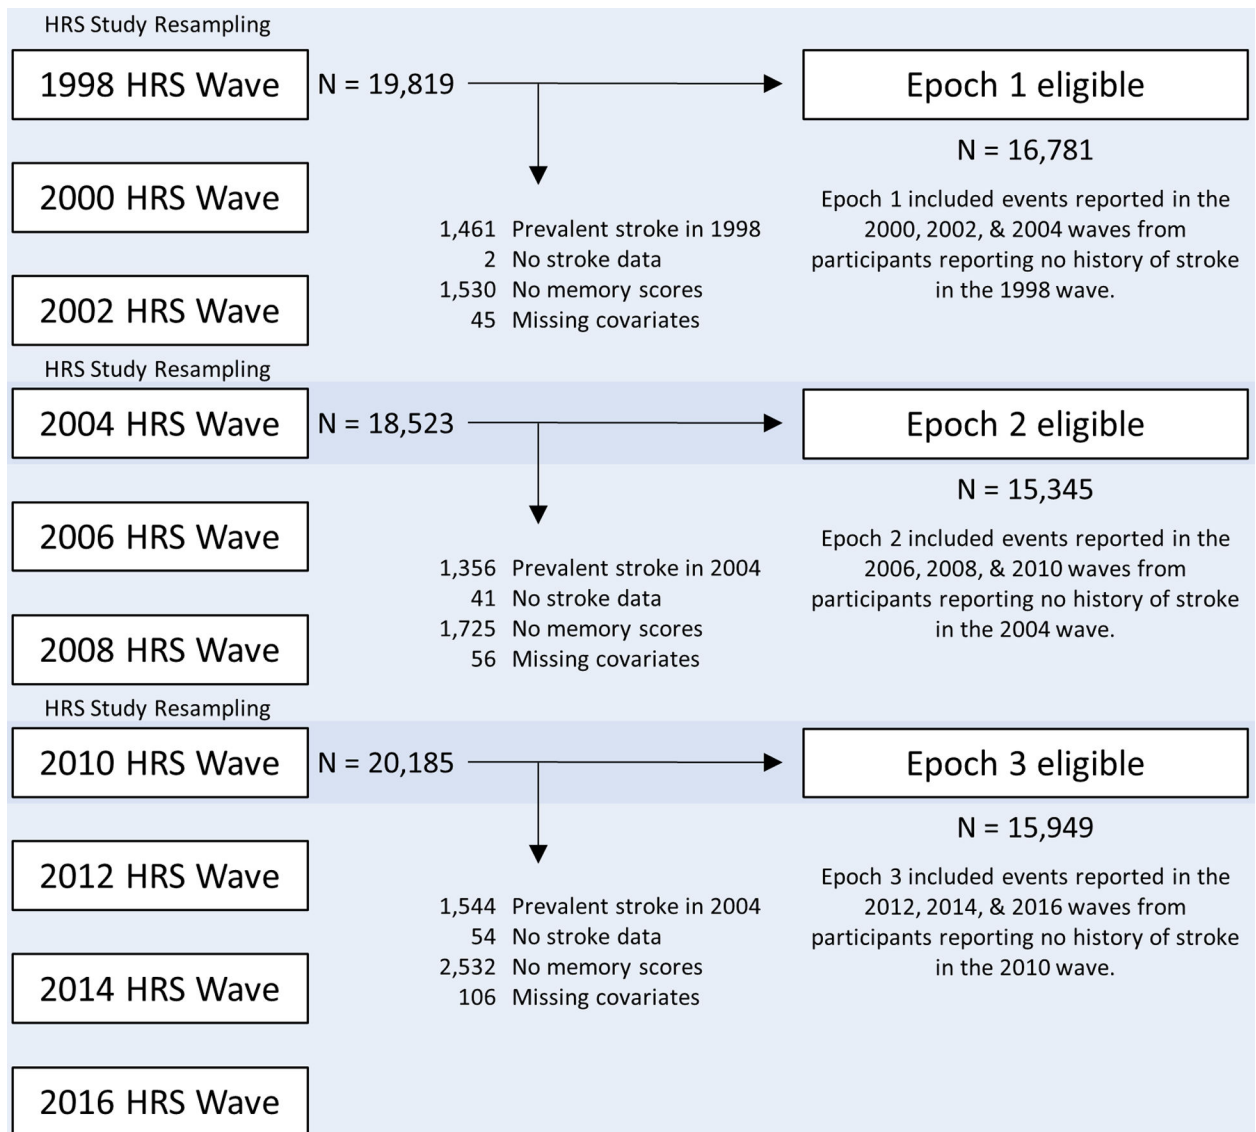 HRS Study Resampling
1998 HRS Wave
N = 19,819
Epoch 1 eligible
N = 16,781
2000 HRS Wave
Epoch 1 included events reported in the
2000, 2002, & 2004 waves from
participants reporting no history of stroke
in the 1998 wave.
1,461 Prevalent stroke in 1998
2 No stroke data
1,530 No memory scores
45 Missing covariates
2002 HRS Wave
HRS Study Resampling
2004 HRS Wave
N = 18,523
Epoch 2 eligible
N = 15,345
2006 HRS Wave
Epoch 2 included events reported in the
2006, 2008, & 2010 waves from
participants reporting no history of stroke
in the 2004 wave.
1,356 Prevalent stroke in 2004
41 No stroke data
1,725 No memory scores
56 Missing covariates
2008 HRS Wave
HRS Study Resampling
2010 HRS Wave
N = 20,185
Epoch 3 eligible
N = 15,949
2012 HRS Wave
Epoch 3 included events reported in the
2012, 2014, & 2016 waves from
participants reporting no history of stroke
in the 2010 wave.
1,544 Prevalent stroke in 2004
54 No stroke data
2,532 No memory scores
106 Missing covariates
2014 HRS Wave
2016 HRS Wave